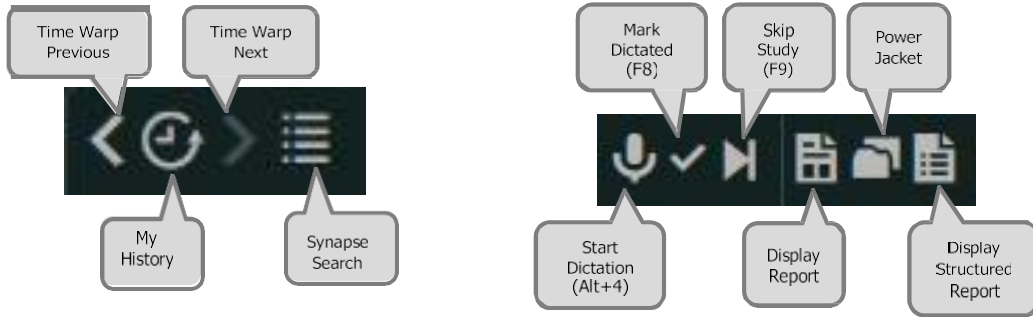 Time Warp
Previous
Time Warp
Next
My
History
Synapse
Search
Mark
Dictated
(F8)
Skip
Study
(F9)
Power
Jacket
Start
Dictation
(Alt+4)
Display
Report
Display
Structured
Report